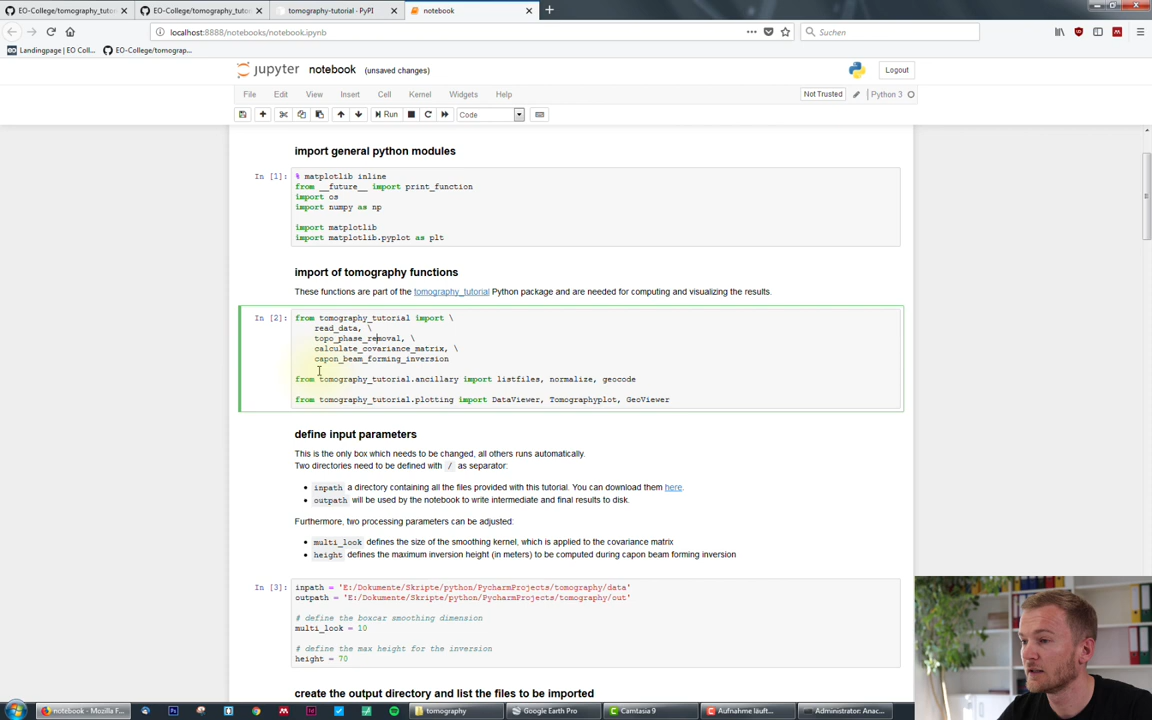 EO-College/tomography_tutor
EO-College/tomography_tuto
tomography-tutorial · PyPI
notebook
localhost:8888/notebooks/notebook.ipynb
Suchen
Landingpage | EO Coll...
EO-College/tomograp...
jupyter notebook (unsaved changes)
Logout
File Edit View Insert Cell Kernel Widgets Help
Not Trusted
Python 3
Run
Code
import general python modules
In [1]:
% matplotlib inline
from __future__ import print_function
import os
import numpy as np
import matplotlib
import matplotlib.pyplot as plt
import of tomography functions
These functions are part of the tomography_tutorial Python package and are needed for computing and visualizing the results.
In [2]:
from tomography_tutorial import \
read_data, \
topo_phase_removal, \
calculate_covariance_matrix, \
capon_beam_forming_inversion
from tomography_tutorial.ancillary import listfiles, normalize, geocode
from tomography_tutorial.plotting import DataViewer, Tomographyplot, GeoViewer
define input parameters
This is the only box which needs to be changed, all others runs automatically.
Two directories need to be defined with / as separator:
• inpath a directory containing all the files provided with this tutorial. You can download them here.
• outpath will be used by the notebook to write intermediate and final results to disk.
Furthermore, two processing parameters can be adjusted:
• multi_look defines the size of the smoothing kernel, which is applied to the covariance matrix
• height defines the maximum inversion height (in meters) to be computed during capon beam forming inversion
In [3]:
inpath = 'E:/Dokumente/Skripte/python/PycharmProjects/tomography/data'
outpath = 'E:/Dokumente/Skripte/python/PycharmProjects/tomography/out'
# define the boxcar smoothing dimension
multi_look = 10
# define the max height for the inversion
height = 70
create the output directory and list the files to be imported
notebook - Mozilla F...
tomography
Google Earth Pro
Camtasia 9
Aufnahme läuft...
Administrator: Anac...